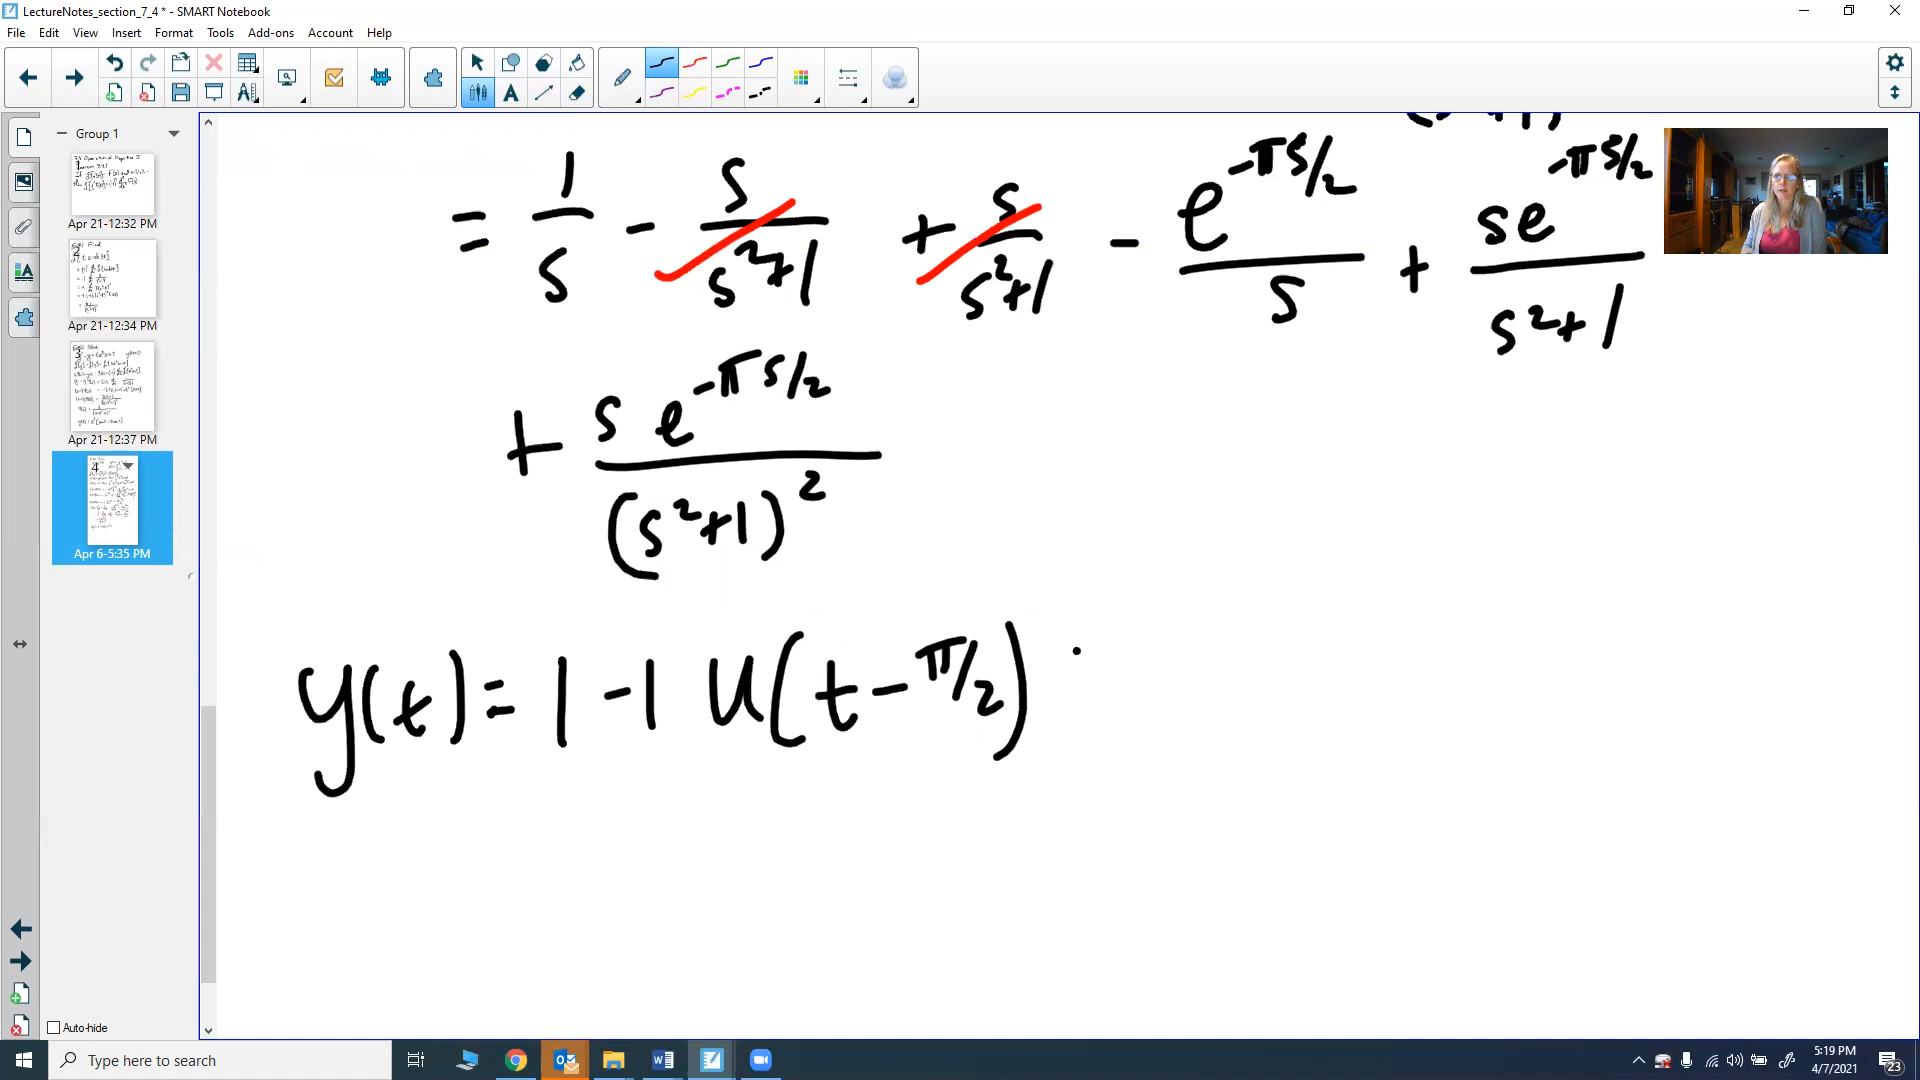 LectureNotes_section_7_4 * - SMART Notebook
File Edit View Insert Format Tools Add-ons Account Help
Group 1
Apr 21-12:32 PM
Apr 21-12:34 PM
Apr 21-12:37 PM
4
Apr 6-5:35 PM
Auto-hide
= 1/s - s/(s²+1) + s/(s²+1) - e^(-πs/2)/s + se^(-πs/2)/(s²+1)
+ s e^(-πs/2)/(s²+1)²
y(t) = 1 - 1 U(t - π/2)
Type here to search
5:19 PM
4/7/2021
23